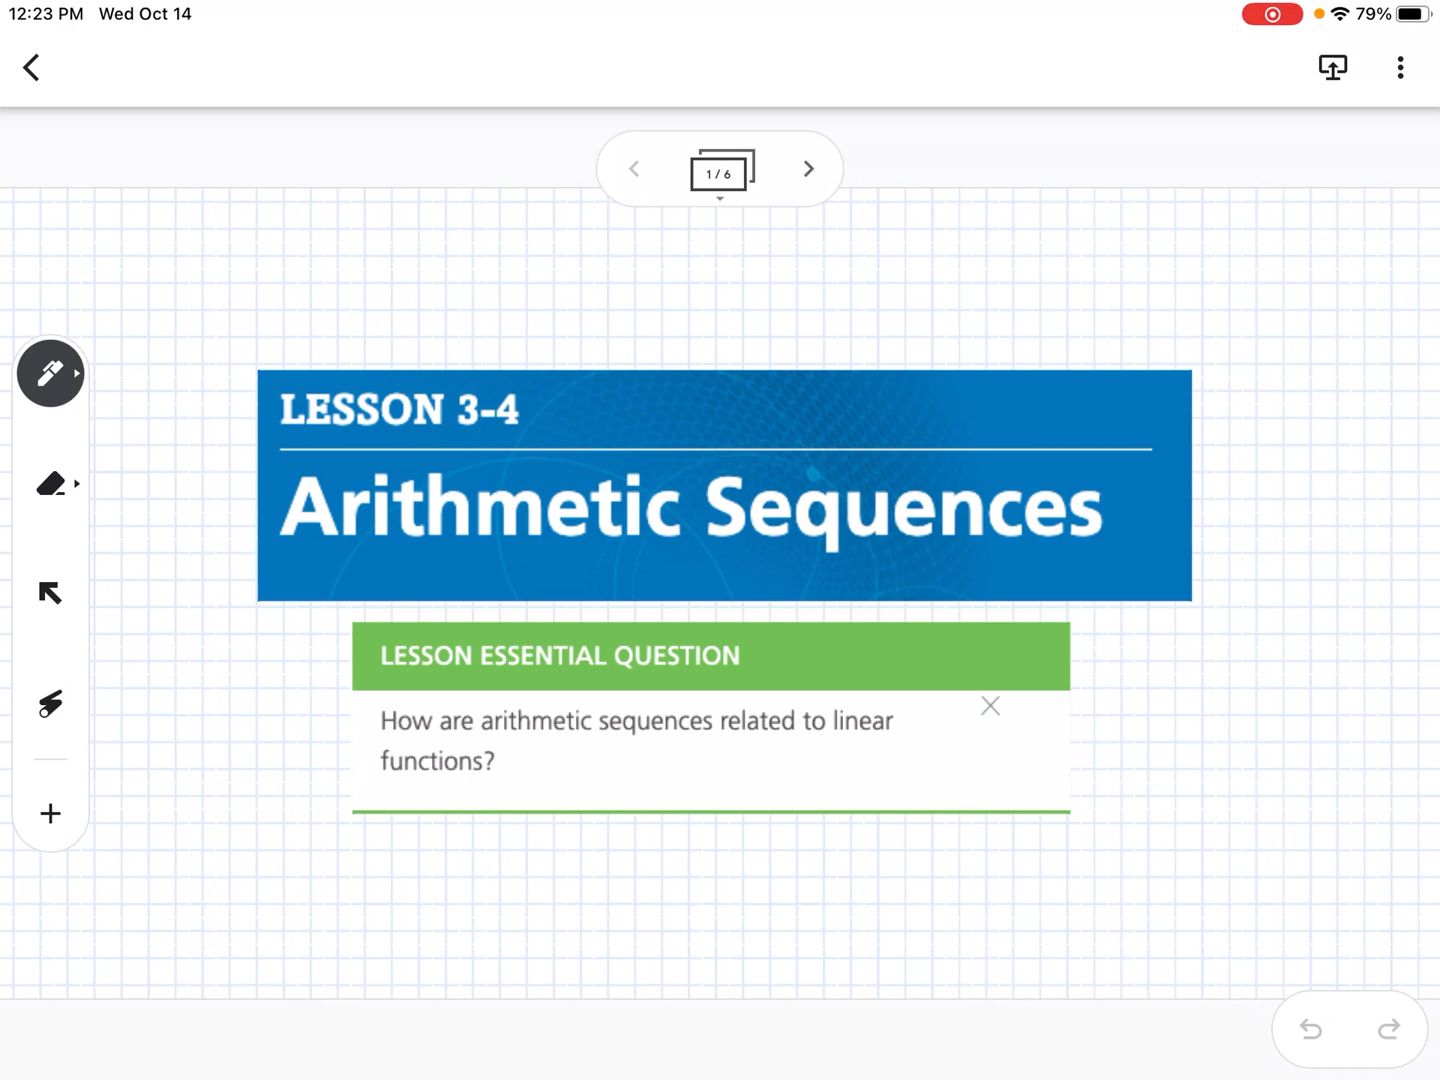 12:23 PM Wed Oct 14
79%
1 / 6
LESSON 3-4
Arithmetic Sequences
LESSON ESSENTIAL QUESTION
How are arithmetic sequences related to linear
functions?